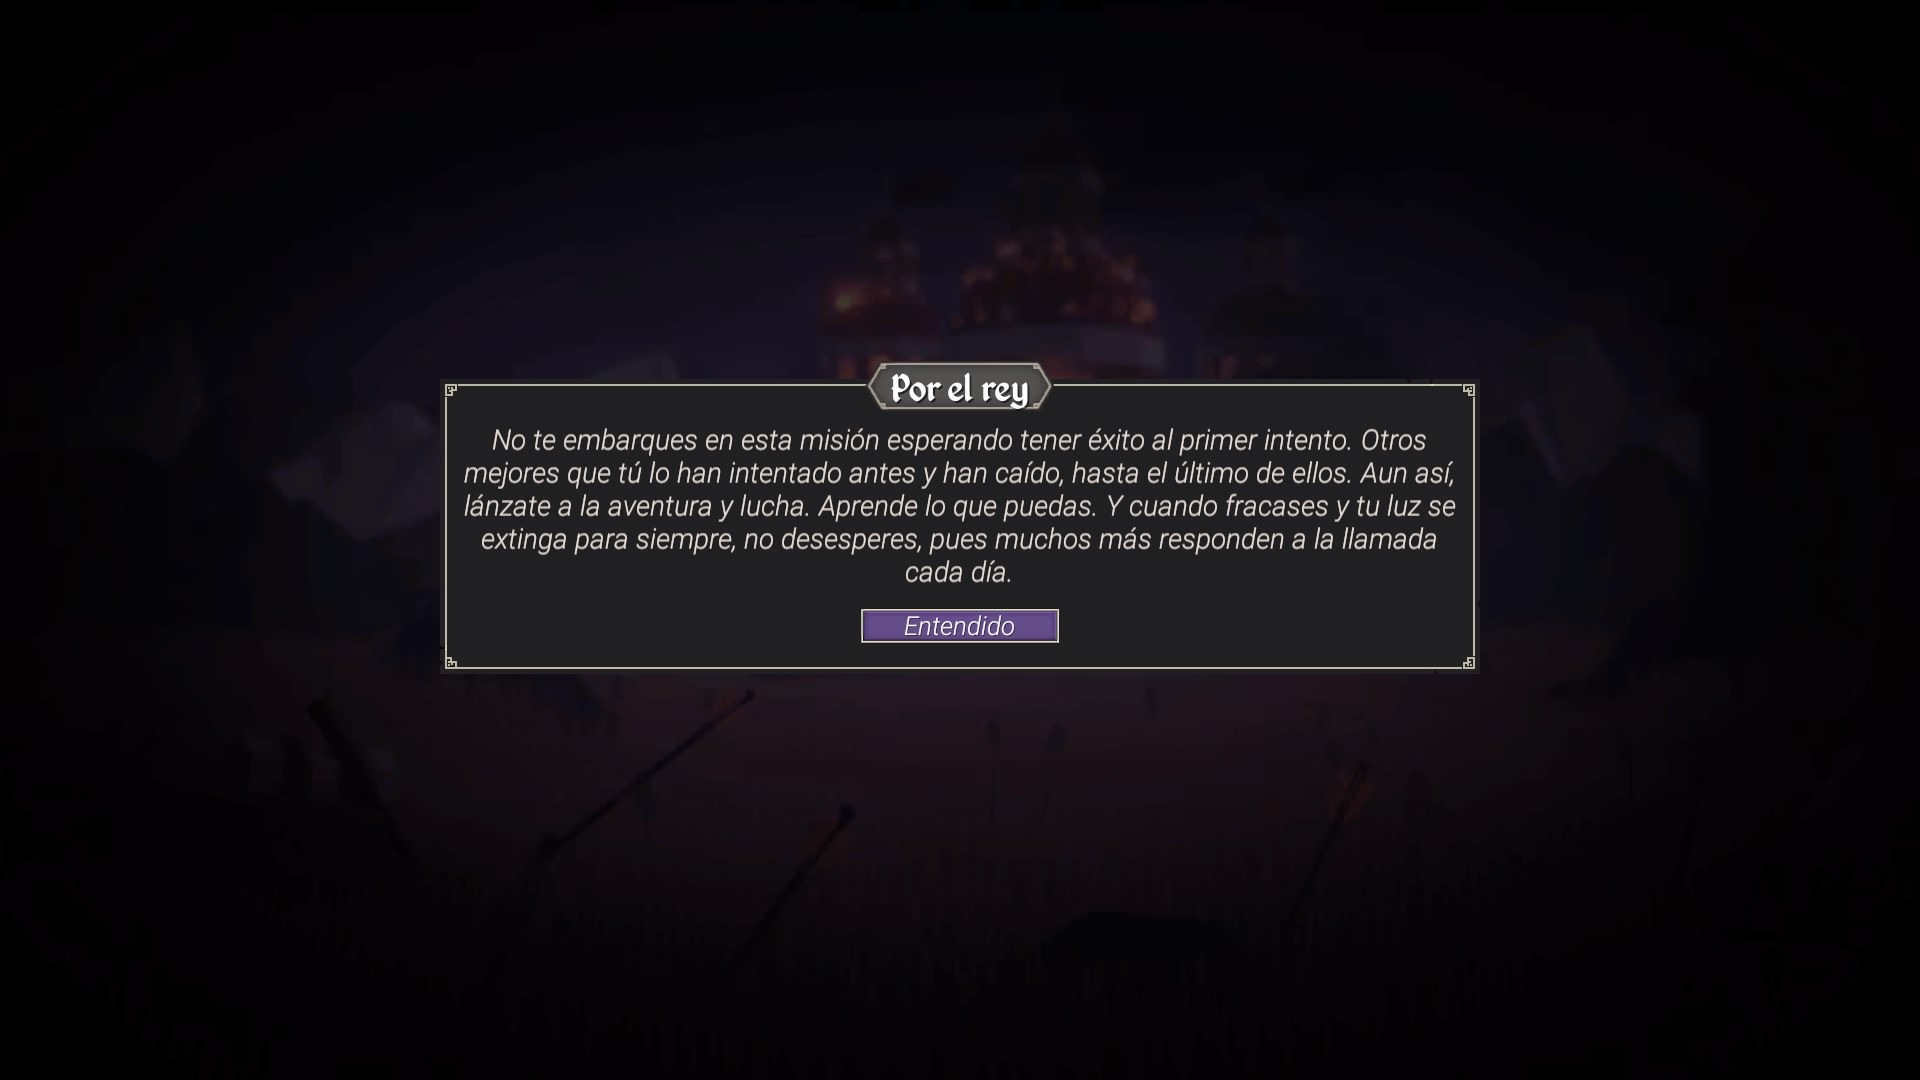 Por el rey
No te embarques en esta misión esperando tener éxito al primer intento. Otros
mejores que tú lo han intentado antes y han caído, hasta el último de ellos. Aun así,
lánzate a la aventura y lucha. Aprende lo que puedas. Y cuando fracases y tu luz se
extinga para siempre, no desesperes, pues muchos más responden a la llamada
cada día.
Entendido